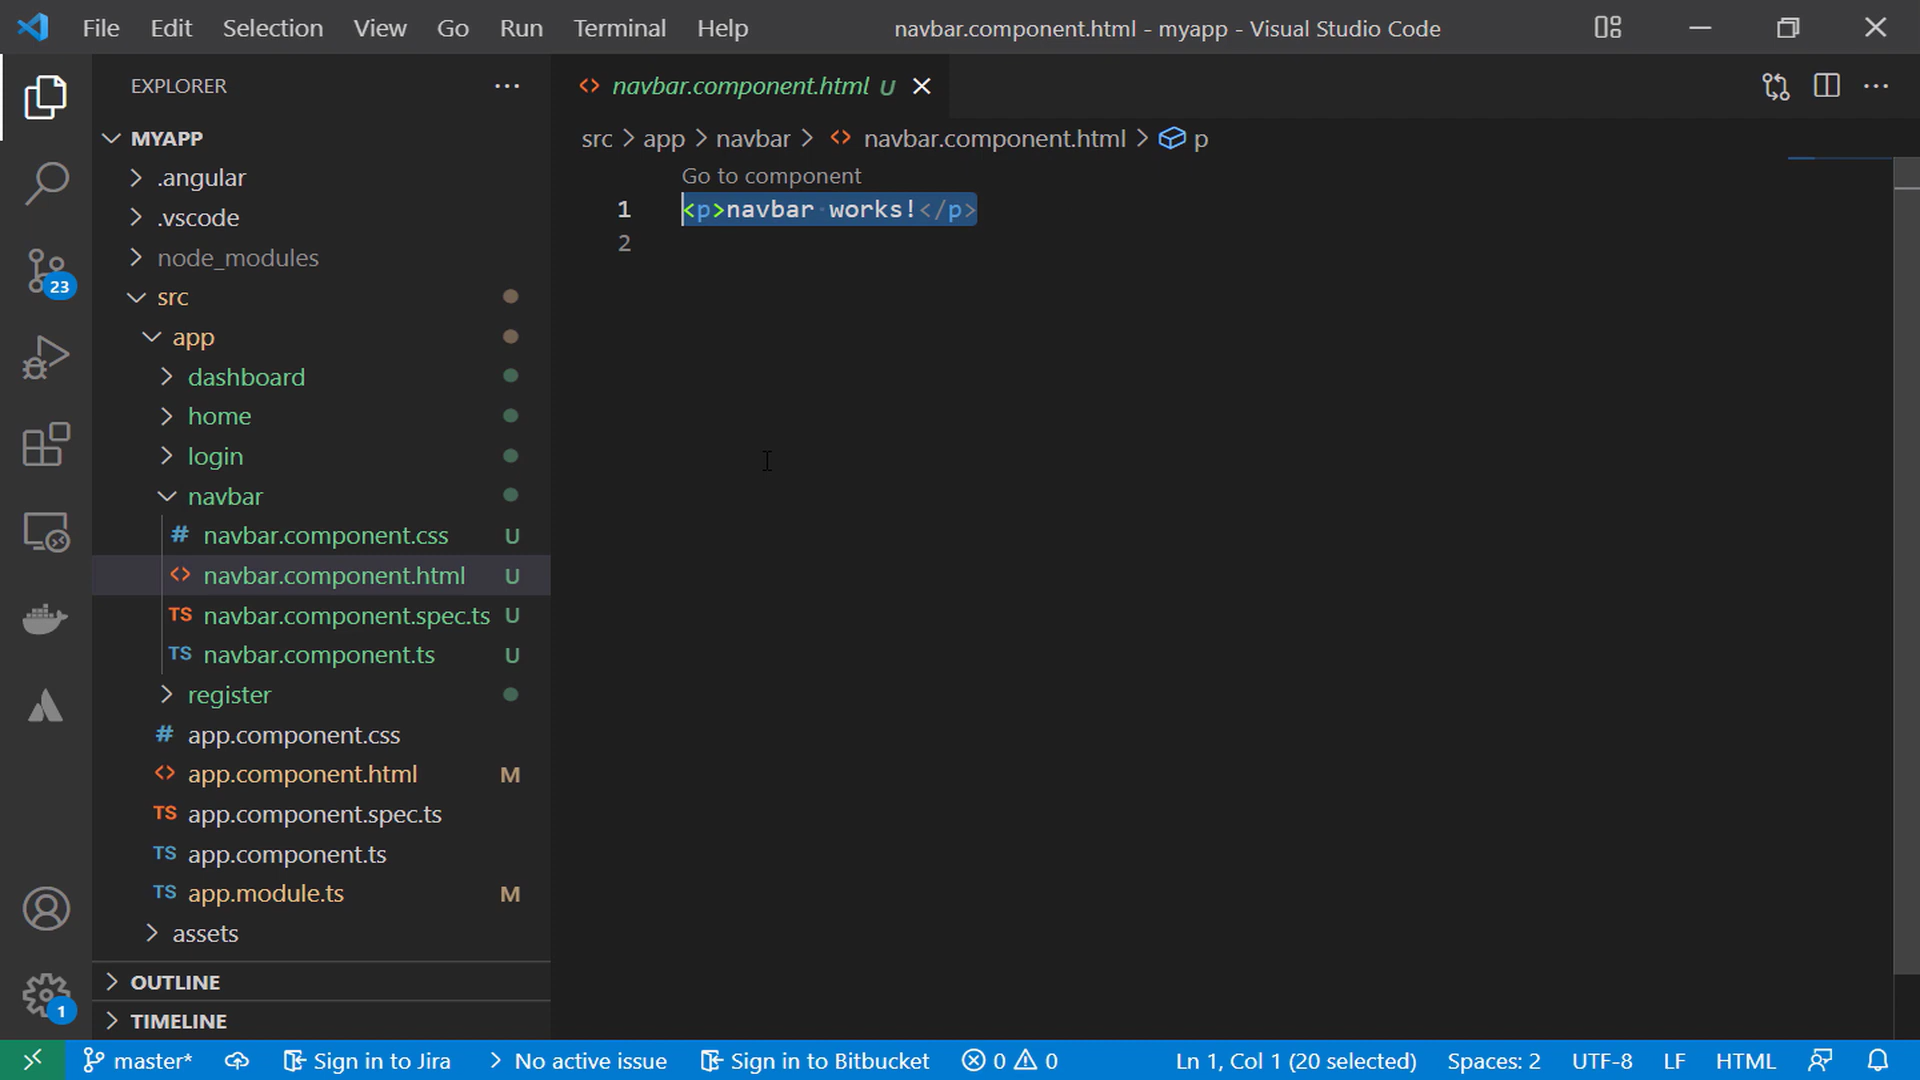 File Edit Selection View Go Run Terminal Help
navbar.component.html - myapp - Visual Studio Code
EXPLORER
MYAPP
.angular
.vscode
node_modules
src
app
dashboard
home
login
navbar
# navbar.component.css U
<> navbar.component.html U
TS navbar.component.spec.ts U
TS navbar.component.ts U
register
# app.component.css
<> app.component.html M
TS app.component.spec.ts
TS app.component.ts
TS app.module.ts M
assets
OUTLINE
TIMELINE
23
1
<> navbar.component.html U
src > app > navbar > <> navbar.component.html > p
Go to component
1 <p>navbar works!</p>
2
master* Sign in to Jira > No active issue Sign in to Bitbucket 0 0 Ln 1, Col 1 (20 selected) Spaces: 2 UTF-8 LF HTML